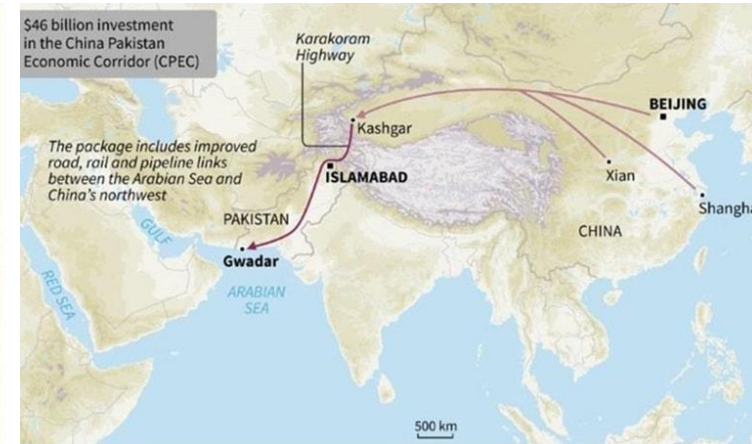 $46 billion investment
in the China Pakistan
Economic Corridor (CPEC)
Karakoram
Highway
BEIJING
Kashgar
The package includes improved
road, rail and pipeline links
between the Arabian Sea and
China's northwest
ISLAMABAD
Xian
Shangha
PAKISTAN
CHINA
GULF
Gwadar
RED SEA
ARABIAN
SEA
500 km